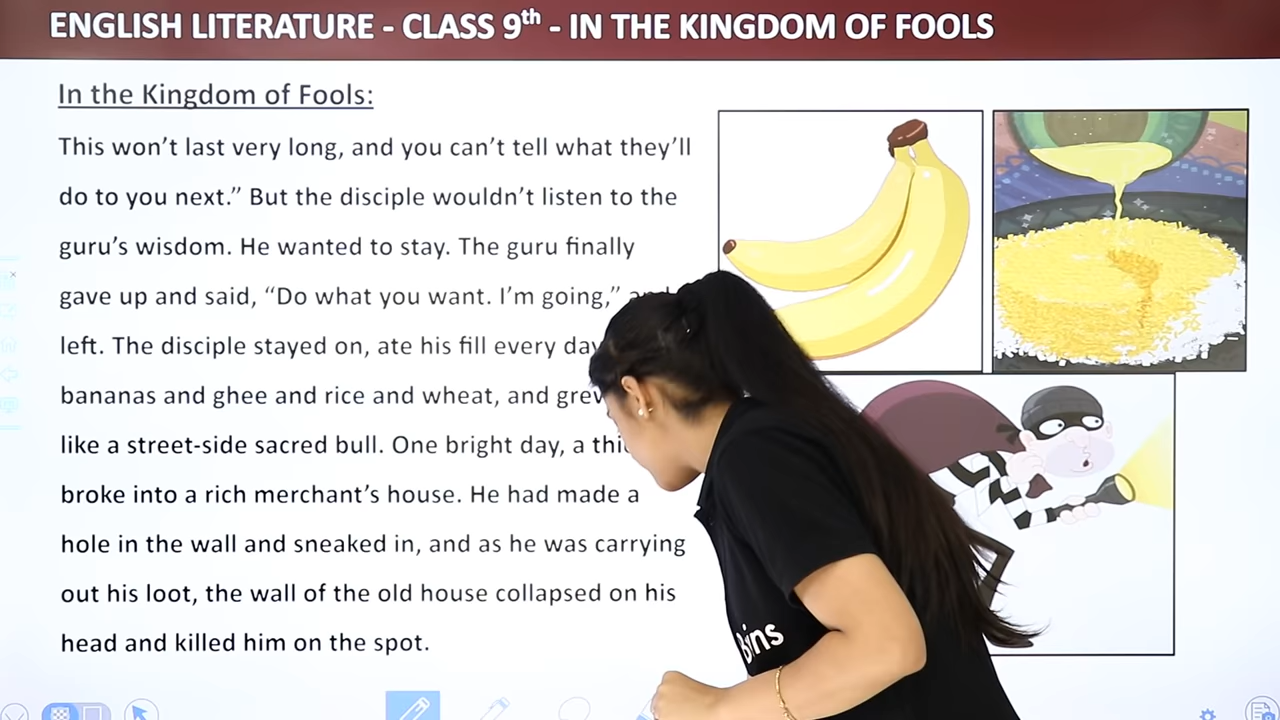 ENGLISH LITERATURE - CLASS 9th - IN THE KINGDOM OF FOOLS
In the Kingdom of Fools:
This won't last very long, and you can't tell what they'll
do to you next.” But the disciple wouldn't listen to the
guru's wisdom. He wanted to stay. The guru finally
gave up and said, “Do what you want. I'm going,”
left. The disciple stayed on, ate his fill every
bananas and ghee and rice and wheat, and
like a street-side sacred bull. One bright day, a
broke into a rich merchant's house. He had made a
hole in the wall and sneaked in, and as he was carrying
out his loot, the wall of the old house collapsed on his
head and killed him on the spot.